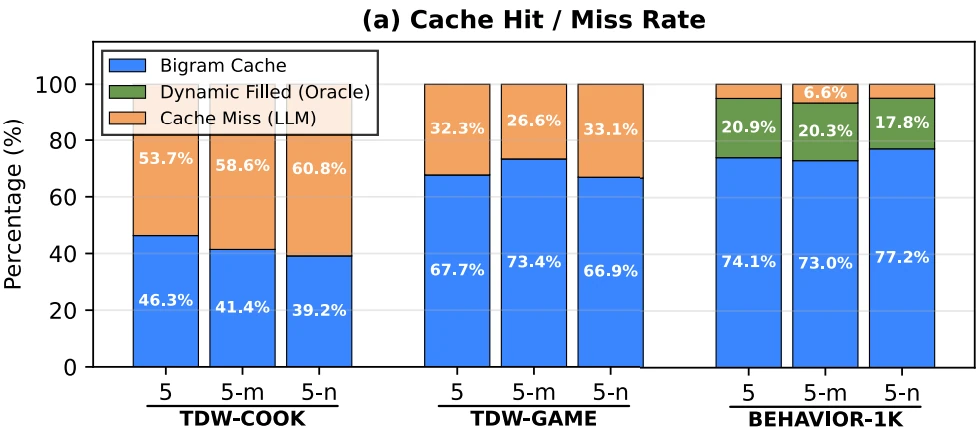 (a) Cache Hit / Miss Rate
Percentage (%)
100
80
60
40
20
0
Bigram Cache
Dynamic Filled (Oracle)
Cache Miss (LLM)
53.7% 58.6% 60.8%
46.3% 41.4% 39.2%
32.3% 26.6% 33.1%
67.7% 73.4% 66.9%
6.6%
20.9% 20.3% 17.8%
74.1% 73.0% 77.2%
5 5-m 5-n 5 5-m 5-n 5 5-m 5-n
TDW-COOK TDW-GAME BEHAVIOR-1K